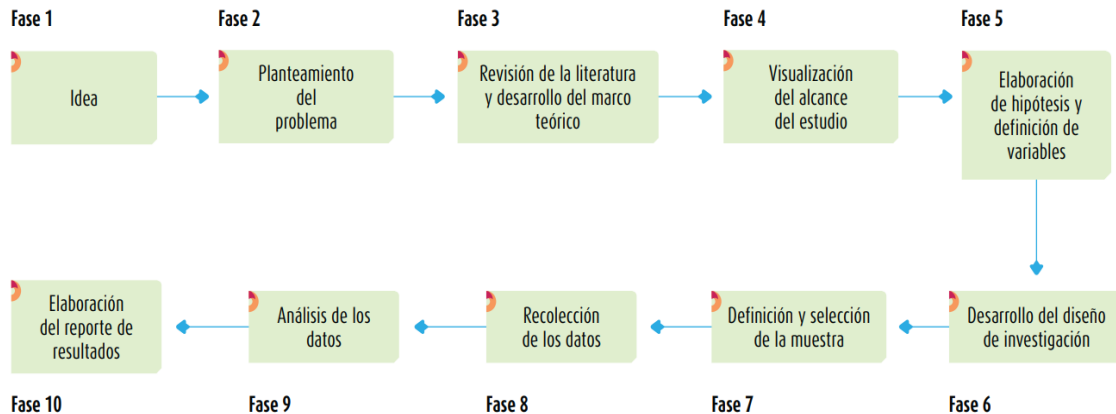 Fase 1
Fase 2
Fase 3
Fase 4
Fase 5
Idea
Planteamiento
del
problema
Revisión de la literatura
y desarrollo del marco
teórico
Visualización
del alcance
del estudio
Elaboración
de hipótesis y
definición de
variables
Elaboración
del reporte de
resultados
Análisis de los
datos
Recolección
de los datos
Definición y selección
de la muestra
Desarrollo del diseño
de investigación
Fase 10
Fase 9
Fase 8
Fase 7
Fase 6